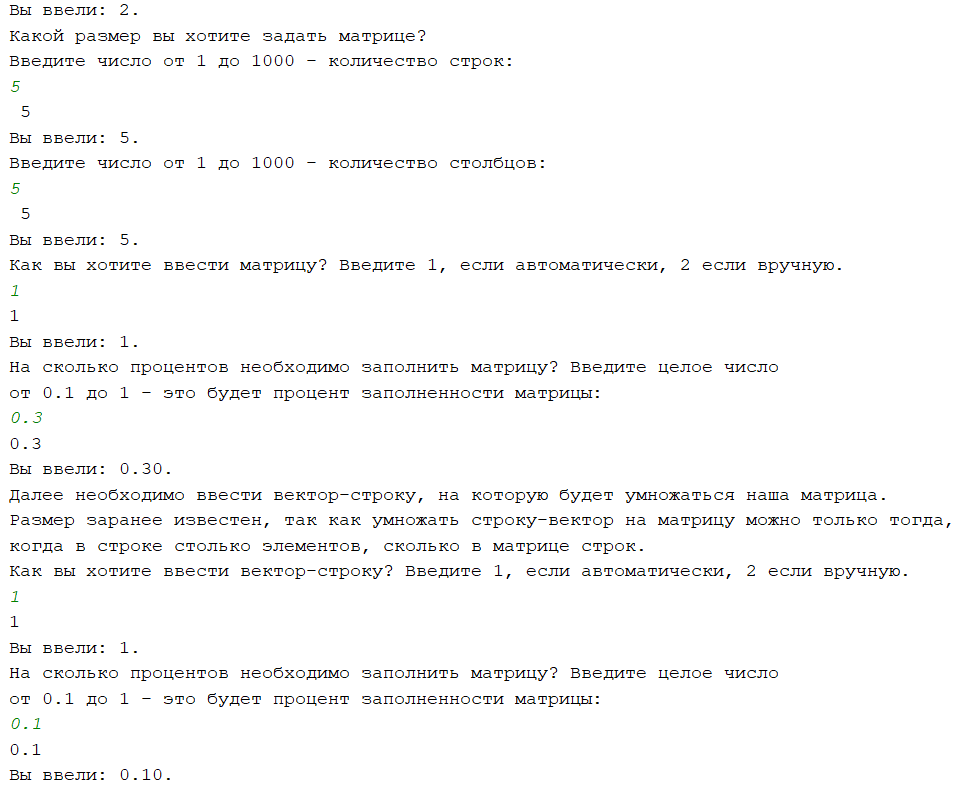 Вы ввели: 2.
Какой размер вы хотите задать матрице?
Введите число от 1 до 1000 - количество строк:
5
5
Вы ввели: 5.
Введите число от 1 до 1000 - количество столбцов:
5
5
Вы ввели: 5.
Как вы хотите ввести матрицу? Введите 1, если автоматически, 2 если вручную.
1
1
Вы ввели: 1.
На сколько процентов необходимо заполнить матрицу? Введите целое число
от 0.1 до 1 - это будет процент заполненности матрицы:
0.3
0.3
Вы ввели: 0.30.
Далее необходимо ввести вектор-строку, на которую будет умножаться наша матрица.
Размер заранее известен, так как умножать строку-вектор на матрицу можно только тогда,
когда в строке столько элементов, сколько в матрице строк.
Как вы хотите ввести вектор-строку? Введите 1, если автоматически, 2 если вручную.
1
1
Вы ввели: 1.
На сколько процентов необходимо заполнить матрицу? Введите целое число
от 0.1 до 1 - это будет процент заполненности матрицы:
0.1
0.1
Вы ввели: 0.10.